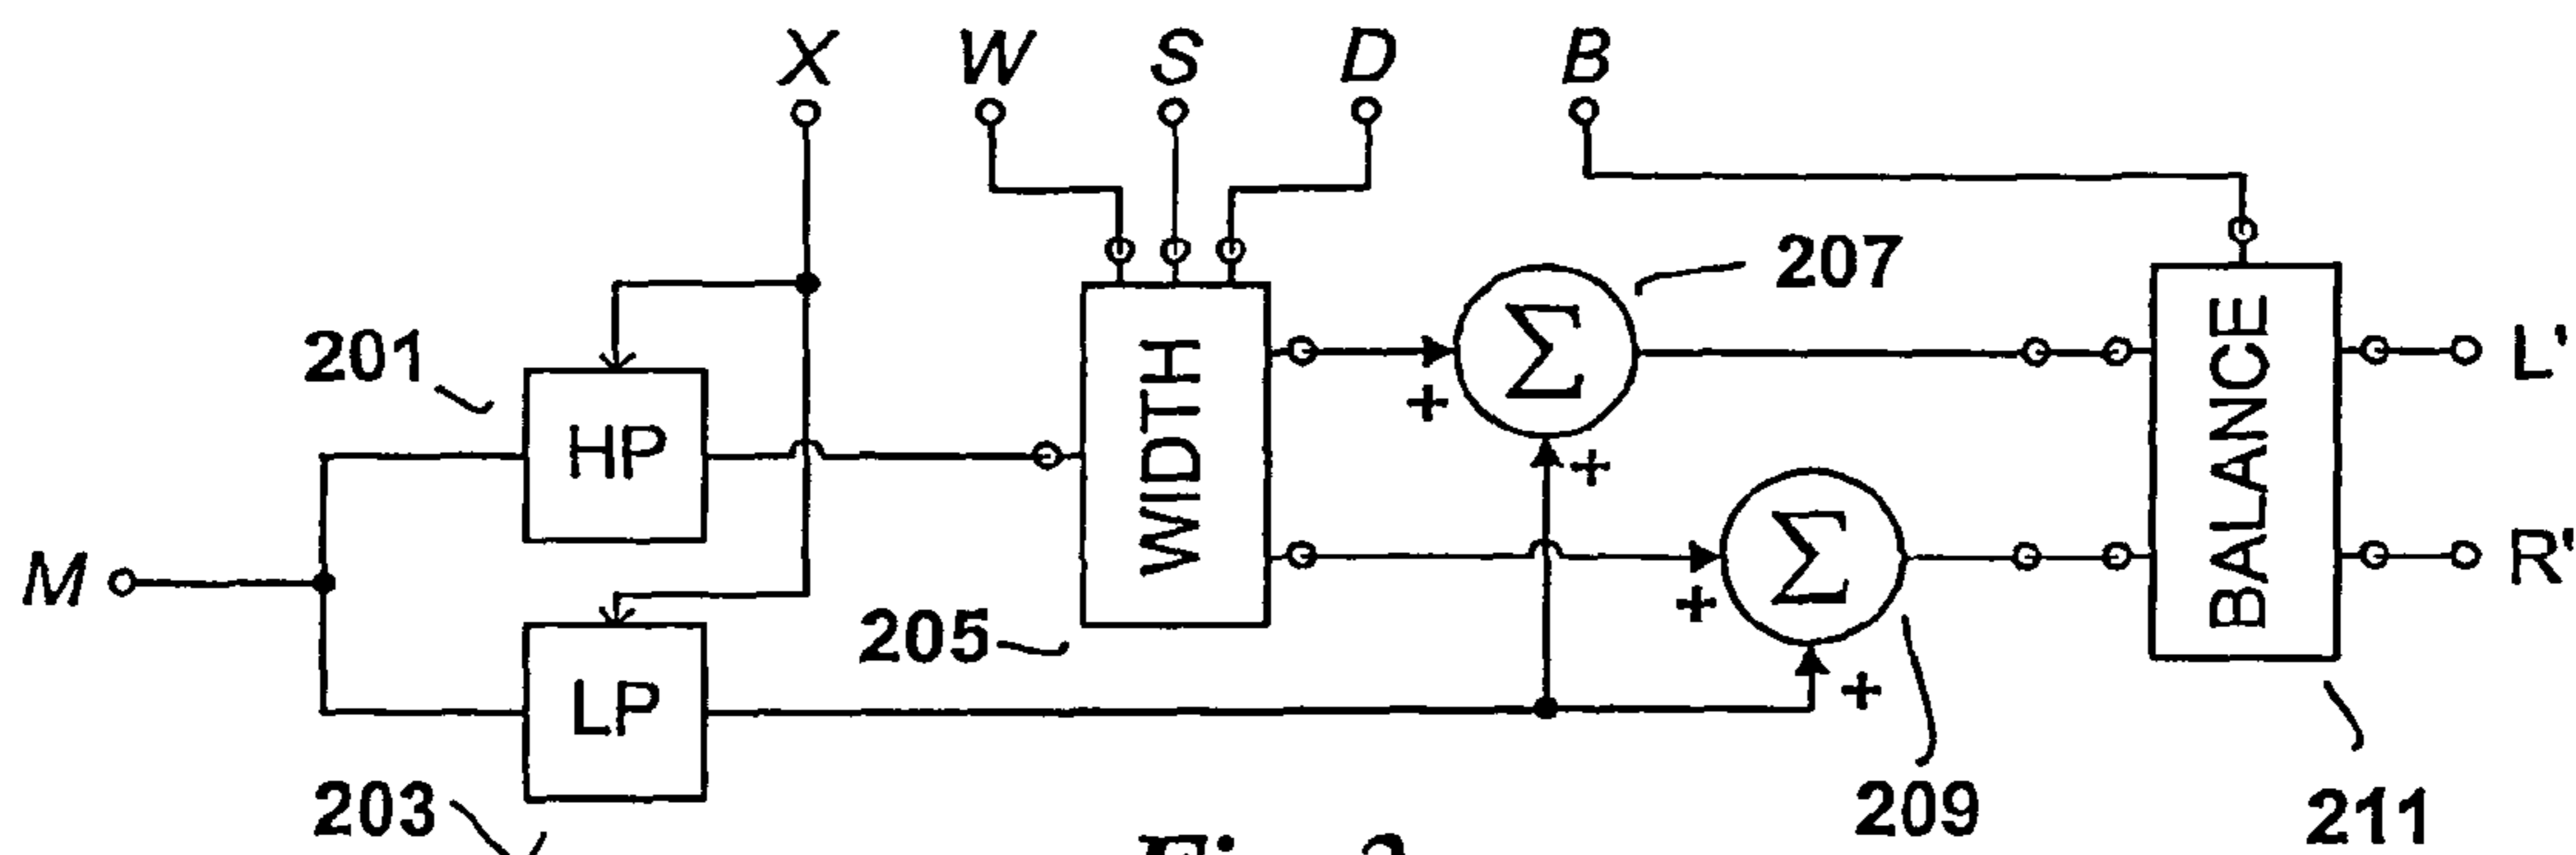 X W S D B
207
201
HP
WIDTH
Σ
BALANCE
L'
M
205
+
+
Σ
R'
+
LP
+
203
209
211